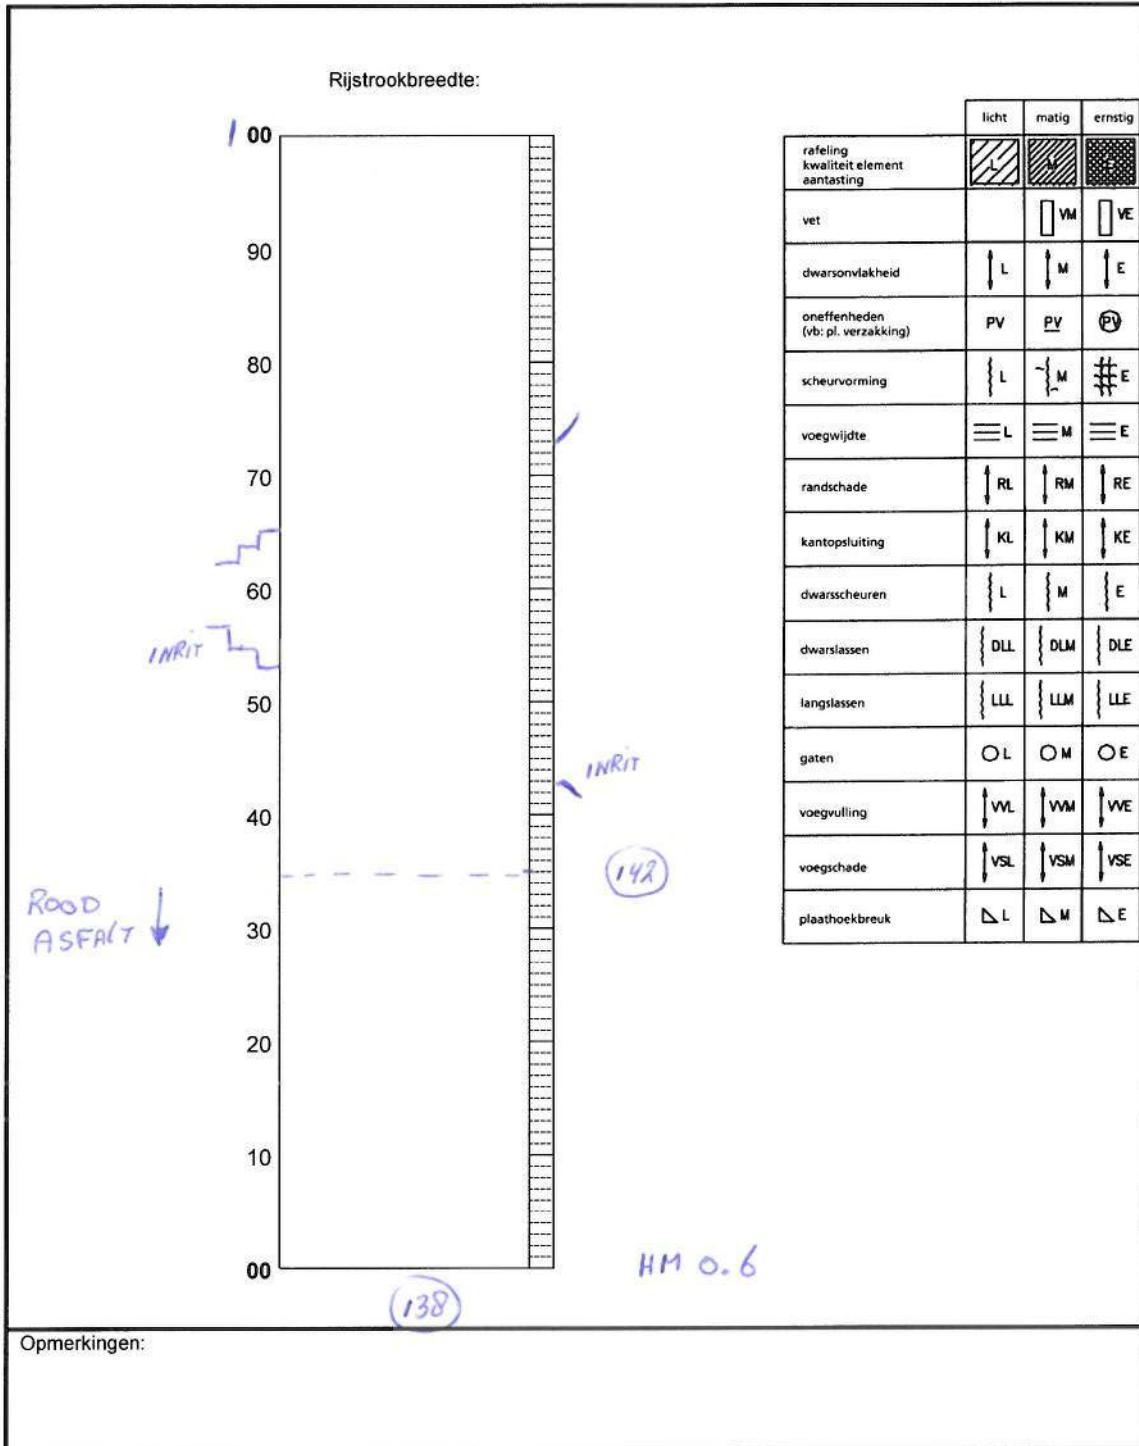 Rijstrookbreedte:
1 00
90
80
70
60
INRIT
50
INRIT
40
142
ROOD
ASFALT
30
20
10
HM 0.6
00
138
licht matig ernstig
rafeling
kwaliteit element
aantasting
L M E
vet
VM VE
dwarsonvlakheid L M E
oneffenheden
(vb: pl. verzakking)
PV PV PV
scheurvorming L M E
voegwijdte L M E
randschade RL RM RE
kantopsluiting KL KM KE
dwarsscheuren L M E
dwarslassen DLL DLM DLE
langslassen LLL LLM LLE
gaten L M E
voegvulling VVL VVM VVE
voegschade VSL VSM VSE
plaathoekbreuk L M E
Opmerkingen: